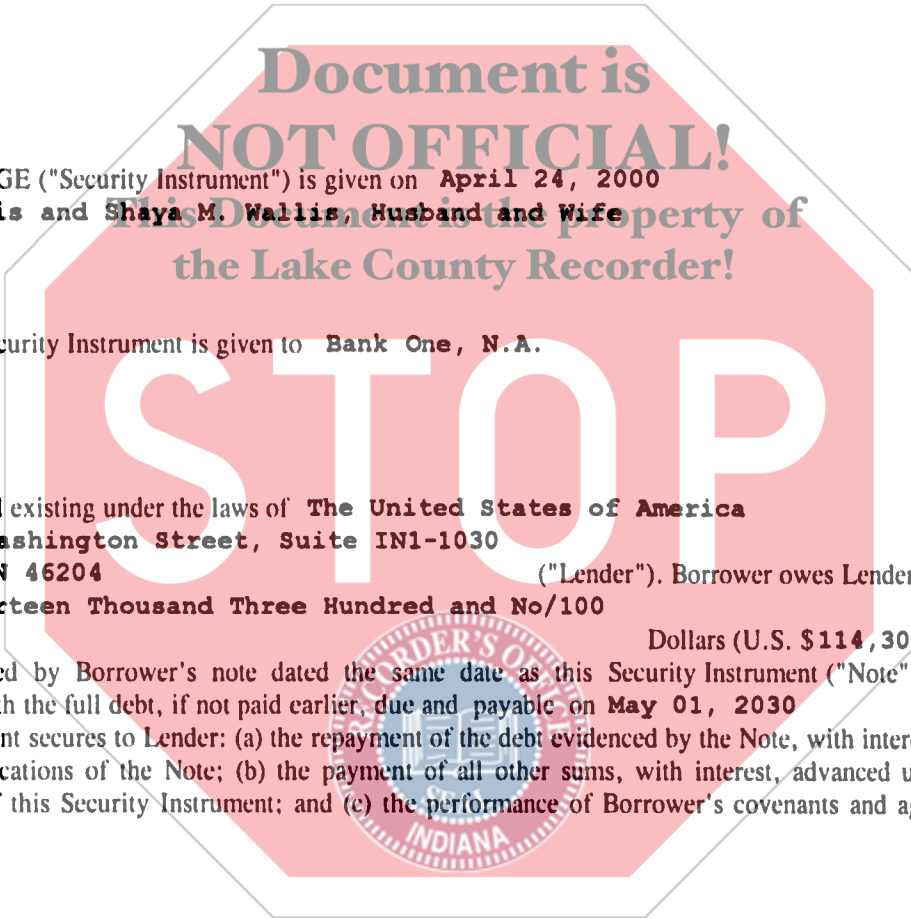 Document is
NOT OFFICIAL!
GE ("Security Instrument") is given on April 24, 2000
is and Shaya M. Wallis, Husband and Wife
This Document is the property of
the Lake County Recorder!
curity Instrument is given to Bank One, N.A.
STOP
existing under the laws of The United States of America
ashington Street, Suite IN1-1030
N 46204 ("Lender"). Borrower owes Lender
rteen Thousand Three Hundred and No/100
Dollars (U.S. $114,30
ed by Borrower's note dated the same date as this Security Instrument ("Note"
h the full debt, if not paid earlier, due and payable on May 01, 2030
nt secures to Lender: (a) the repayment of the debt evidenced by the Note, with inter
cations of the Note; (b) the payment of all other sums, with interest, advanced u
f this Security Instrument; and (c) the performance of Borrower's covenants and ag
RECORDER'S OFFICE
SEAL
INDIANA